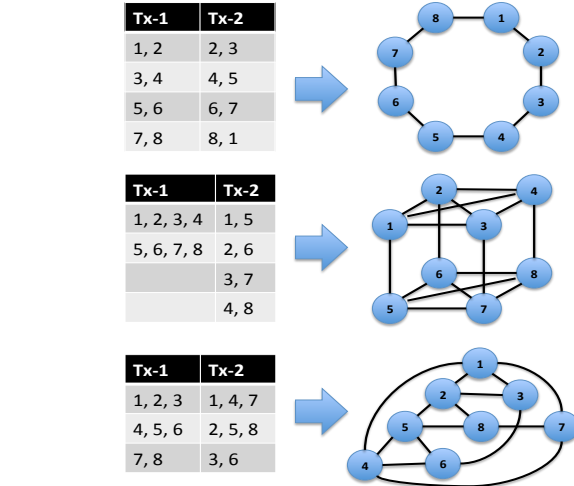 Tx-1 Tx-2
1, 2 2, 3
3, 4 4, 5
5, 6 6, 7
7, 8 8, 1
8 1
7 2
6 3
5 4
Tx-1 Tx-2
1, 2, 3, 4 1, 5
5, 6, 7, 8 2, 6
3, 7
4, 8
2 4
1 3
6 8
5 7
Tx-1 Tx-2
1, 2, 3 1, 4, 7
4, 5, 6 2, 5, 8
7, 8 3, 6
1
2 3
5 8 7
4 6